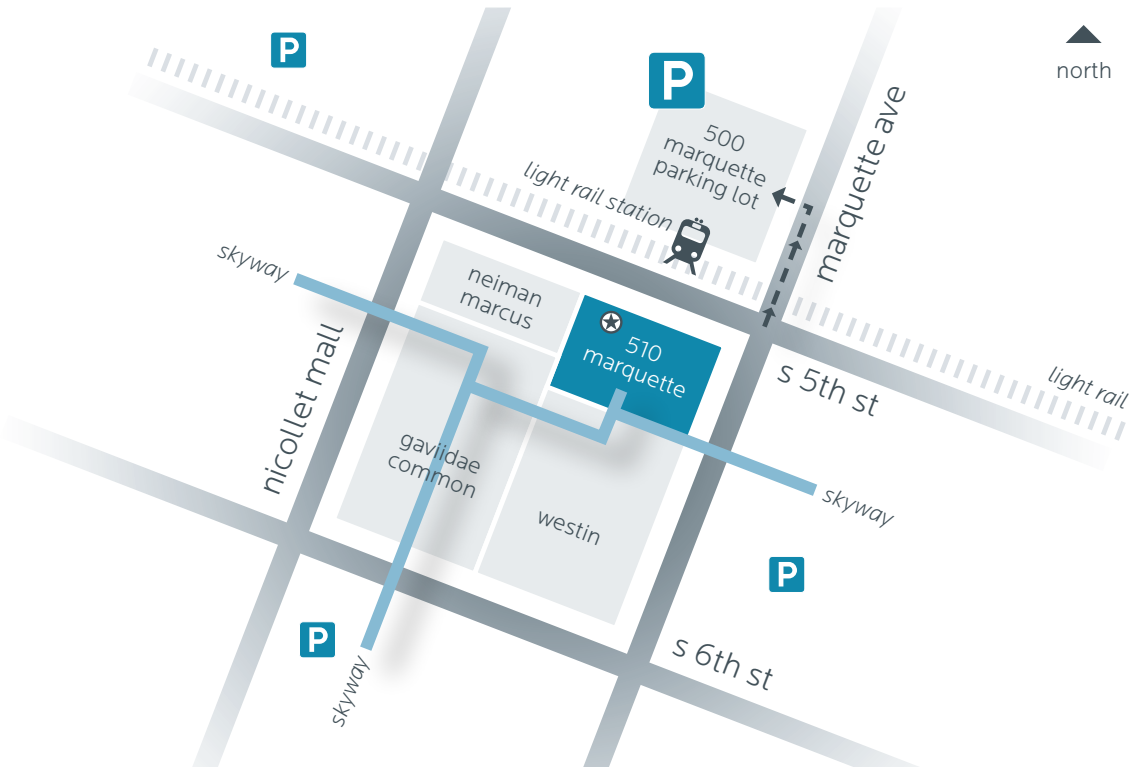 P
P
north
500
marquette
parking lot
marquette ave
light rail station
skyway
neiman
marcus
510
marquette
nicollet mall
s 5th st
light rail
gaviidae
common
westin
skyway
P
P
s 6th st
skyway